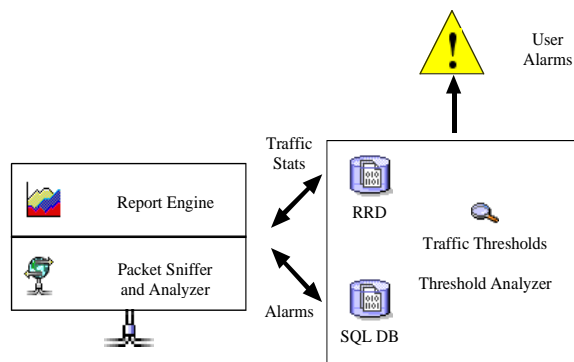 User
Alarms
Traffic
Stats
Report Engine
RRD
Traffic Thresholds
Packet Sniffer
and Analyzer
Threshold Analyzer
Alarms
SQL DB